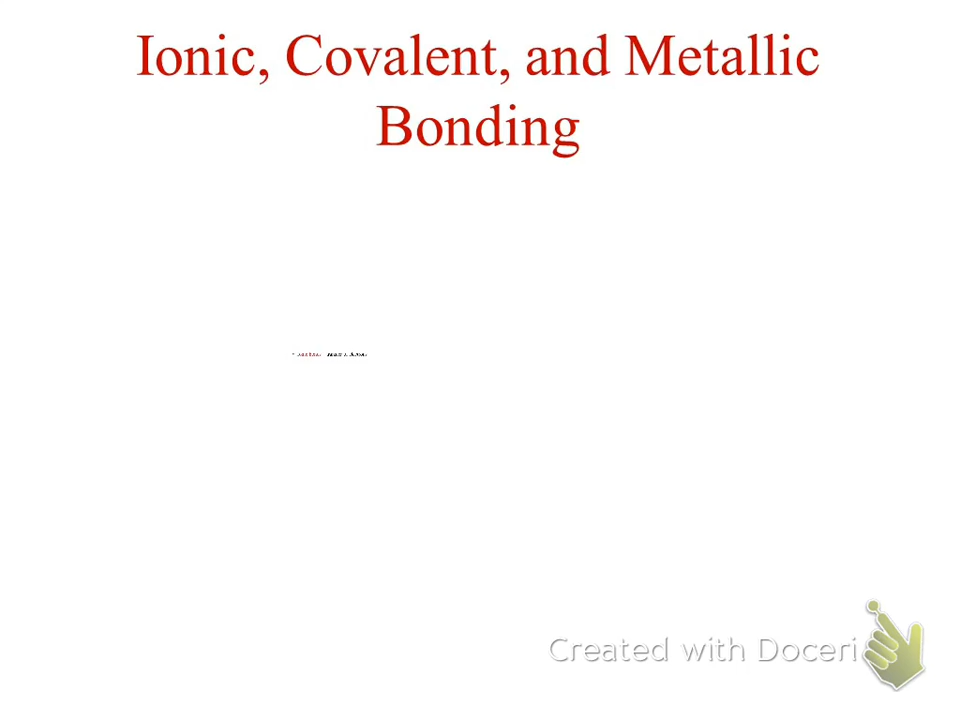 Ionic, Covalent, and Metallic
Bonding
Created with Doceri